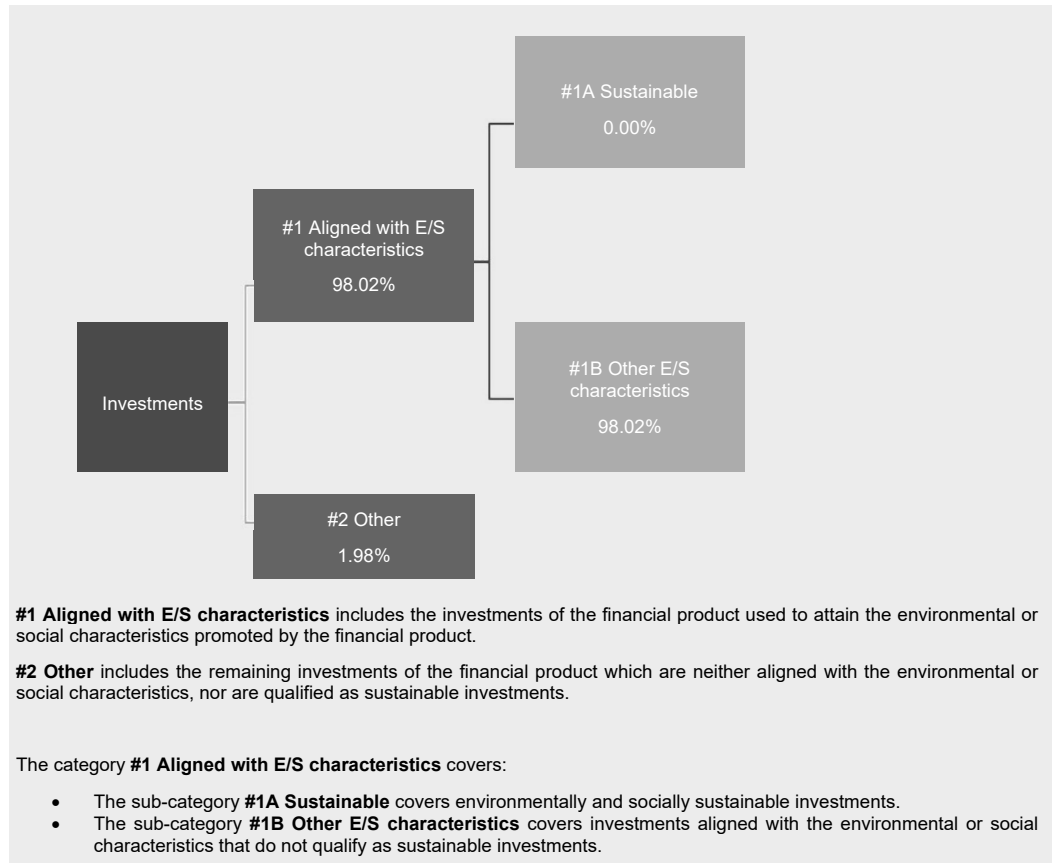 #1A Sustainable
0.00%
#1 Aligned with E/S
characteristics
98.02%
#1B Other E/S
characteristics
98.02%
Investments
#2 Other
1.98%
#1 Aligned with E/S characteristics includes the investments of the financial product used to attain the environmental or
social characteristics promoted by the financial product.
#2 Other includes the remaining investments of the financial product which are neither aligned with the environmental or
social characteristics, nor are qualified as sustainable investments.
The category #1 Aligned with E/S characteristics covers:
• The sub-category #1A Sustainable covers environmentally and socially sustainable investments.
• The sub-category #1B Other E/S characteristics covers investments aligned with the environmental or social
characteristics that do not qualify as sustainable investments.